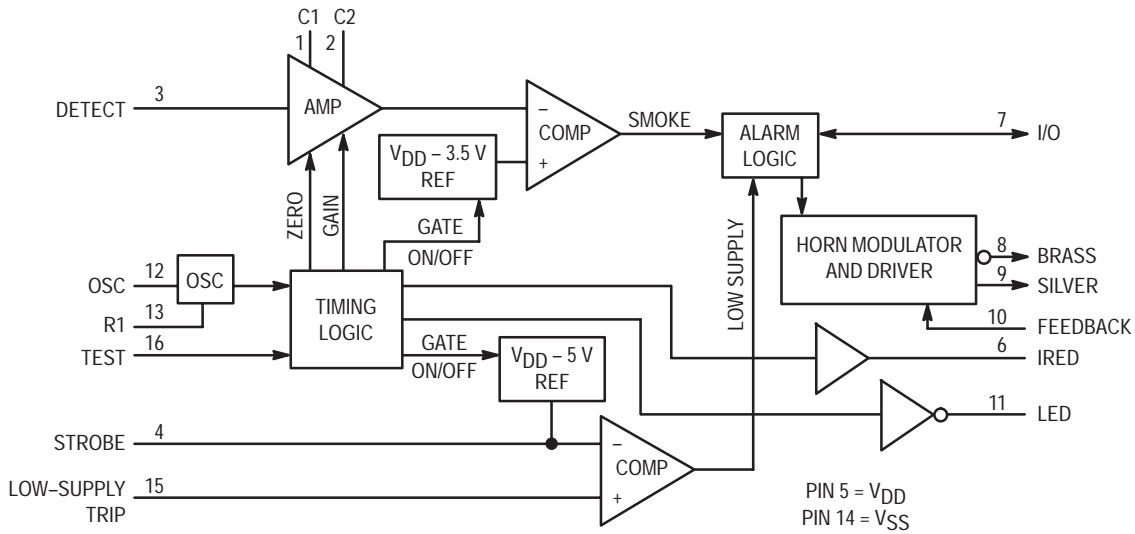 C1 C2
1 2
DETECT 3
AMP
–
COMP
+
SMOKE
ALARM
LOGIC
7 I/O
VDD – 3.5 V
REF
ZERO
GAIN
GATE
ON/OFF
LOW SUPPLY
HORN MODULATOR
AND DRIVER
8 BRASS
9 SILVER
10 FEEDBACK
OSC 12
OSC
R1 13
TEST 16
TIMING
LOGIC
GATE
ON/OFF
VDD – 5 V
REF
6 IRED
11 LED
STROBE 4
–
COMP
+
LOW–SUPPLY
TRIP
15
PIN 5 = VDD
PIN 14 = VSS